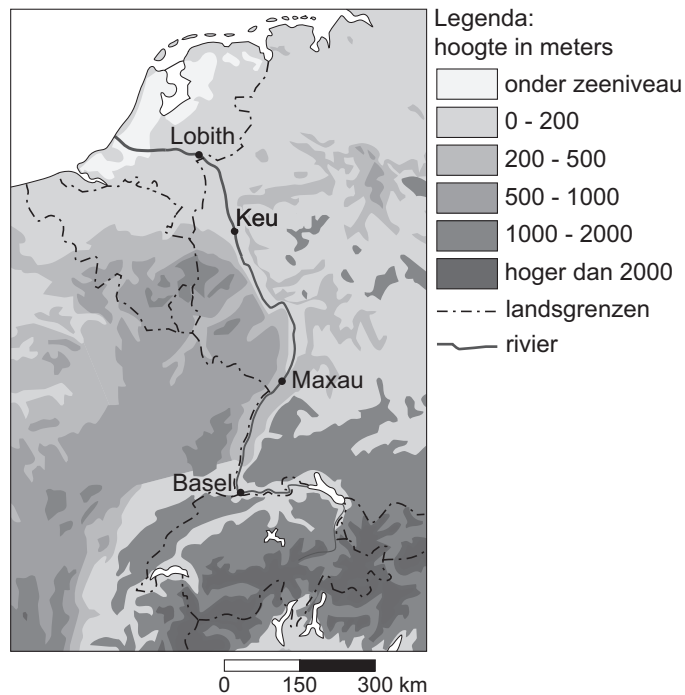 Legenda:
hoogte in meters
onder zeeniveau
0 - 200
200 - 500
500 - 1000
1000 - 2000
hoger dan 2000
landsgrenzen
rivier
Lobith
Keu
Maxau
Basel
0 150 300 km